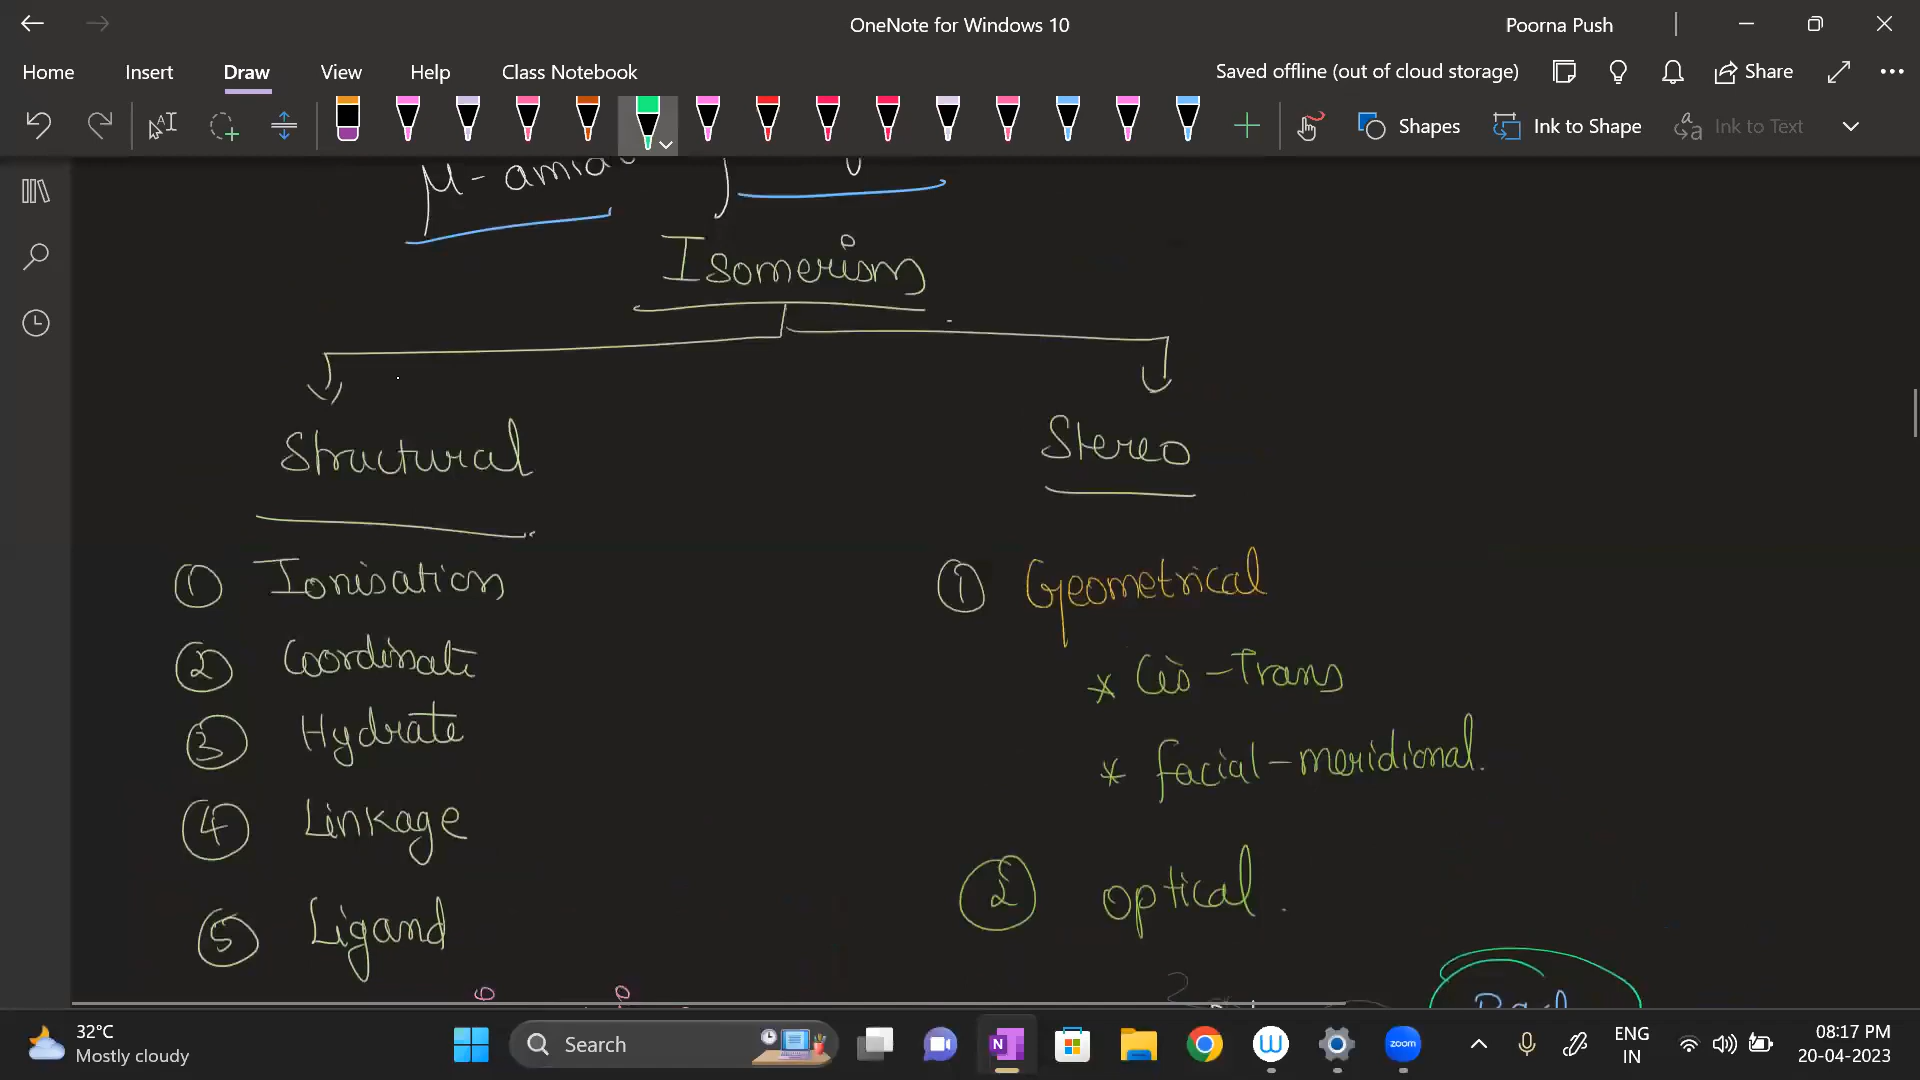 OneNote for Windows 10
Poorna Push
Home Insert Draw View Help Class Notebook
Saved offline (out of cloud storage)
Share
Shapes
Ink to Shape
Ink to Text
μ-amid
Isomerism
Structural
Stereo
① Ionisation
② Coordinate
③ Hydrate
④ Linkage
⑤ Ligand
① Geometrical
* Cis-Trans
* facial-meridional.
② optical.
32°C
Mostly cloudy
Search
zoom
ENG
IN
08:17 PM
20-04-2023